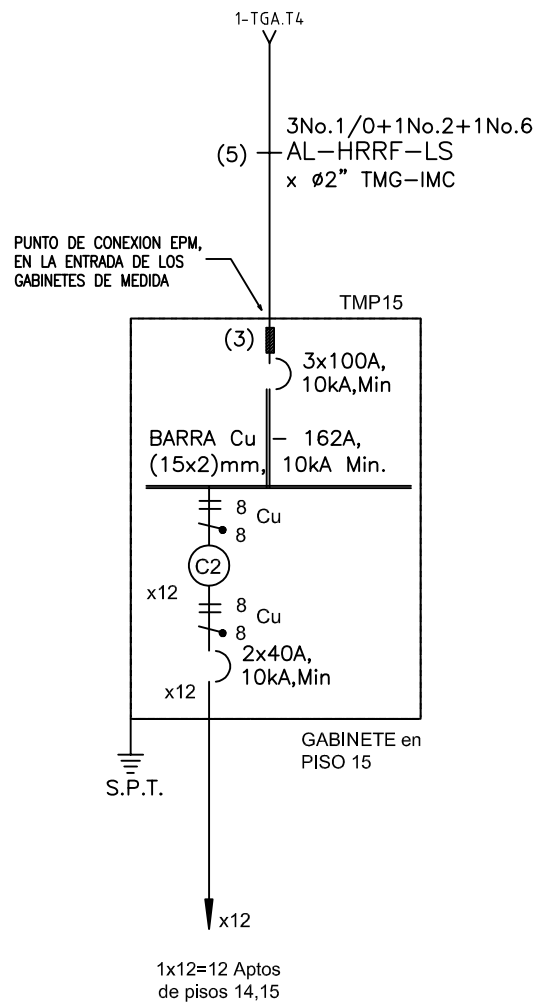 1-TGA.T4
3No.1/0+1No.2+1No.6
(5) AL-HRRF-LS
x ø2" TMG-IMC
PUNTO DE CONEXION EPM,
EN LA ENTRADA DE LOS
GABINETES DE MEDIDA
TMP15
(3)
3x100A,
10kA,Min
BARRA Cu - 162A,
(15x2)mm, 10kA Min.
8 Cu
8
C2
x12
8 Cu
8
2x40A,
10kA,Min
x12
GABINETE en
PISO 15
S.P.T.
x12
1x12=12 Aptos
de pisos 14,15